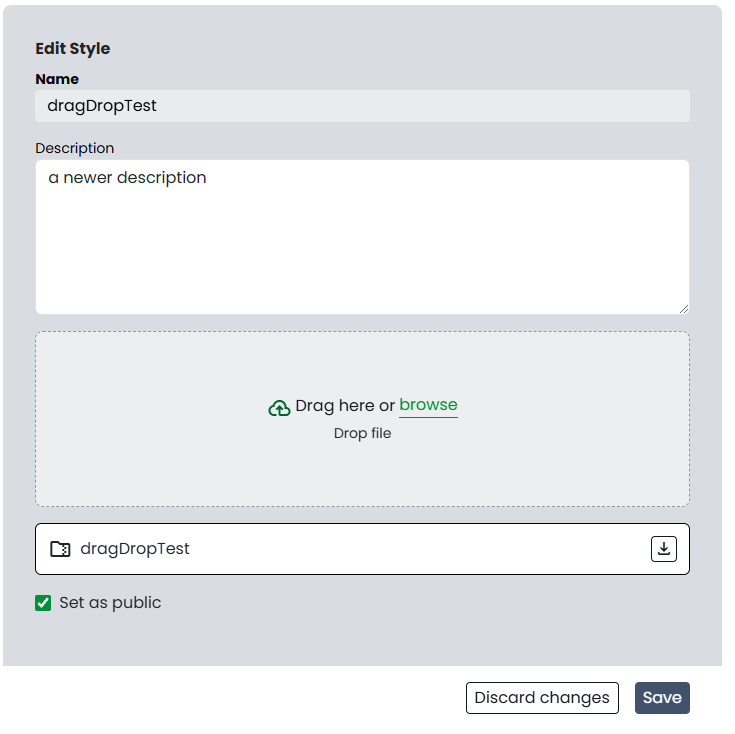 Edit Style
Name
dragDropTest
Description
a newer description
Drag here or browse
Drop file
dragDropTest
Set as public
Discard changes
Save